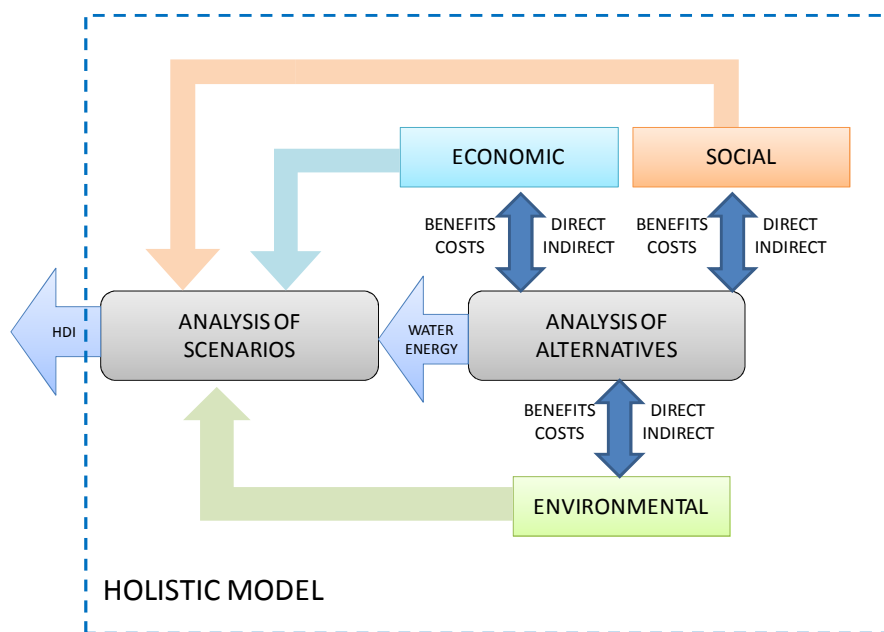 ECONOMIC
SOCIAL
BENEFITS
COSTS
DIRECT
INDIRECT
BENEFITS
COSTS
DIRECT
INDIRECT
HDI
ANALYSIS OF
SCENARIOS
WATER
ENERGY
ANALYSIS OF
ALTERNATIVES
BENEFITS
COSTS
DIRECT
INDIRECT
ENVIRONMENTAL
HOLISTIC MODEL